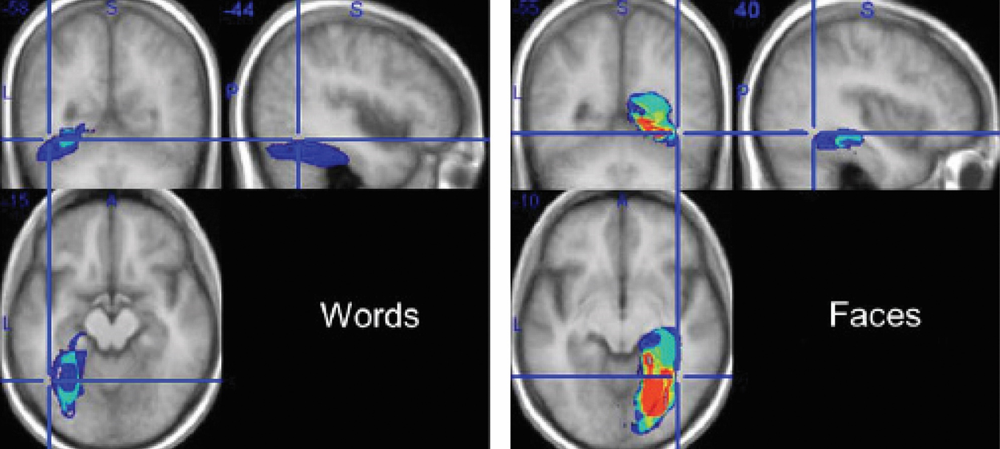 -58 S -44 S
L P
-15 A
L
Words
-55 S 40 S
L P
-10 A
L
Faces